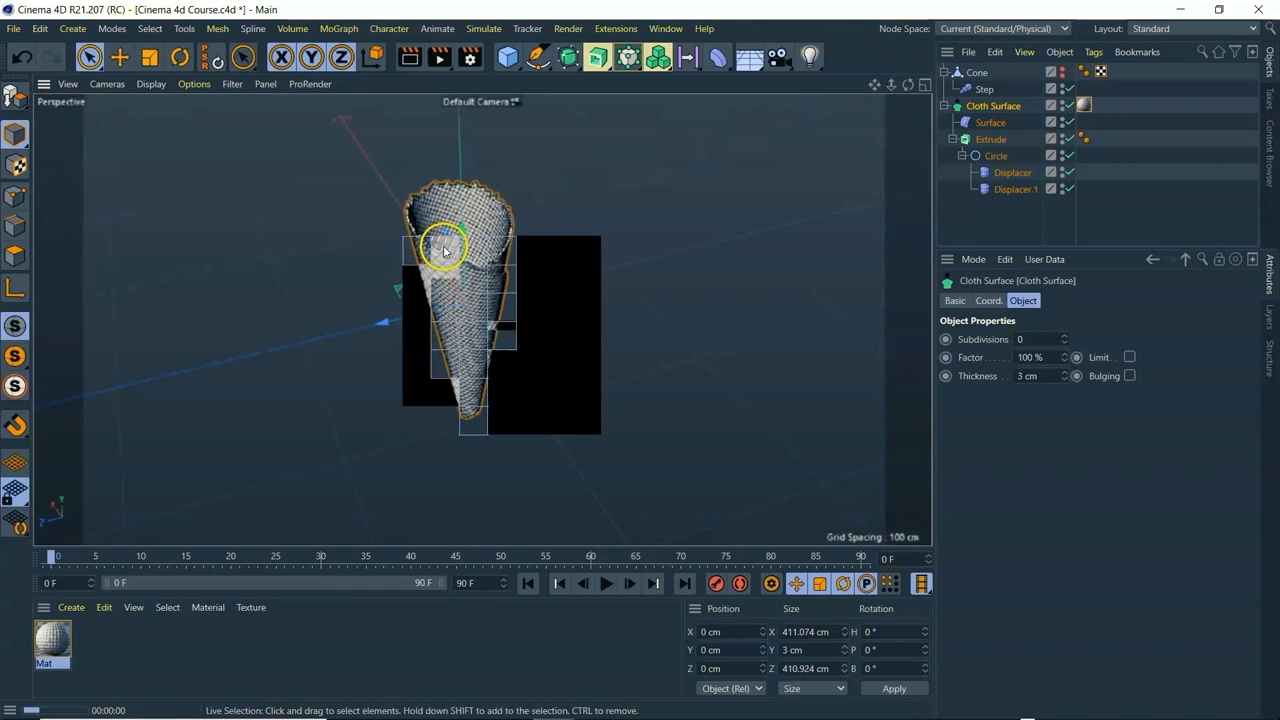 Cinema 4D R21.207 (RC) - [Cinema 4d Course.c4d *] - Main
File Edit Create Modes Select Tools Mesh Spline Volume MoGraph Character Animate Simulate Tracker Render Extensions Window Help Node Space: Current (Standard/Physical) Layout: Standard
PSR X Y Z File Edit View Object Tags Bookmarks
View Cameras Display Options Filter Panel ProRender Cone
Perspective Default Camera
Step
Cloth Surface
Surface
Extrude
Circle
Displacer
Displacer.1
Objects
Takes
Content Browser
Mode Edit User Data
Cloth Surface [Cloth Surface]
Basic Coord. Object
Object Properties
Subdivisions 0
Factor 100 % Limit
Thickness 3 cm Bulging
Attributes
Layers
Structure
S
S
S
X Y Z
Grid Spacing : 100 cm
0 5 10 15 20 25 30 35 40 45 50 55 60 65 70 75 80 85 90 0 F
0 F 0 F 90 F 90 F P
Create Edit View Select Material Texture
Position Size Rotation
X 0 cm X 411.074 cm H 0 °
Y 0 cm Y 3 cm P 0 °
Z 0 cm Z 410.924 cm B 0 °
Object (Rel) Size Apply
Mat
00:00:00 Live Selection: Click and drag to select elements. Hold down SHIFT to add to the selection, CTRL to remove.